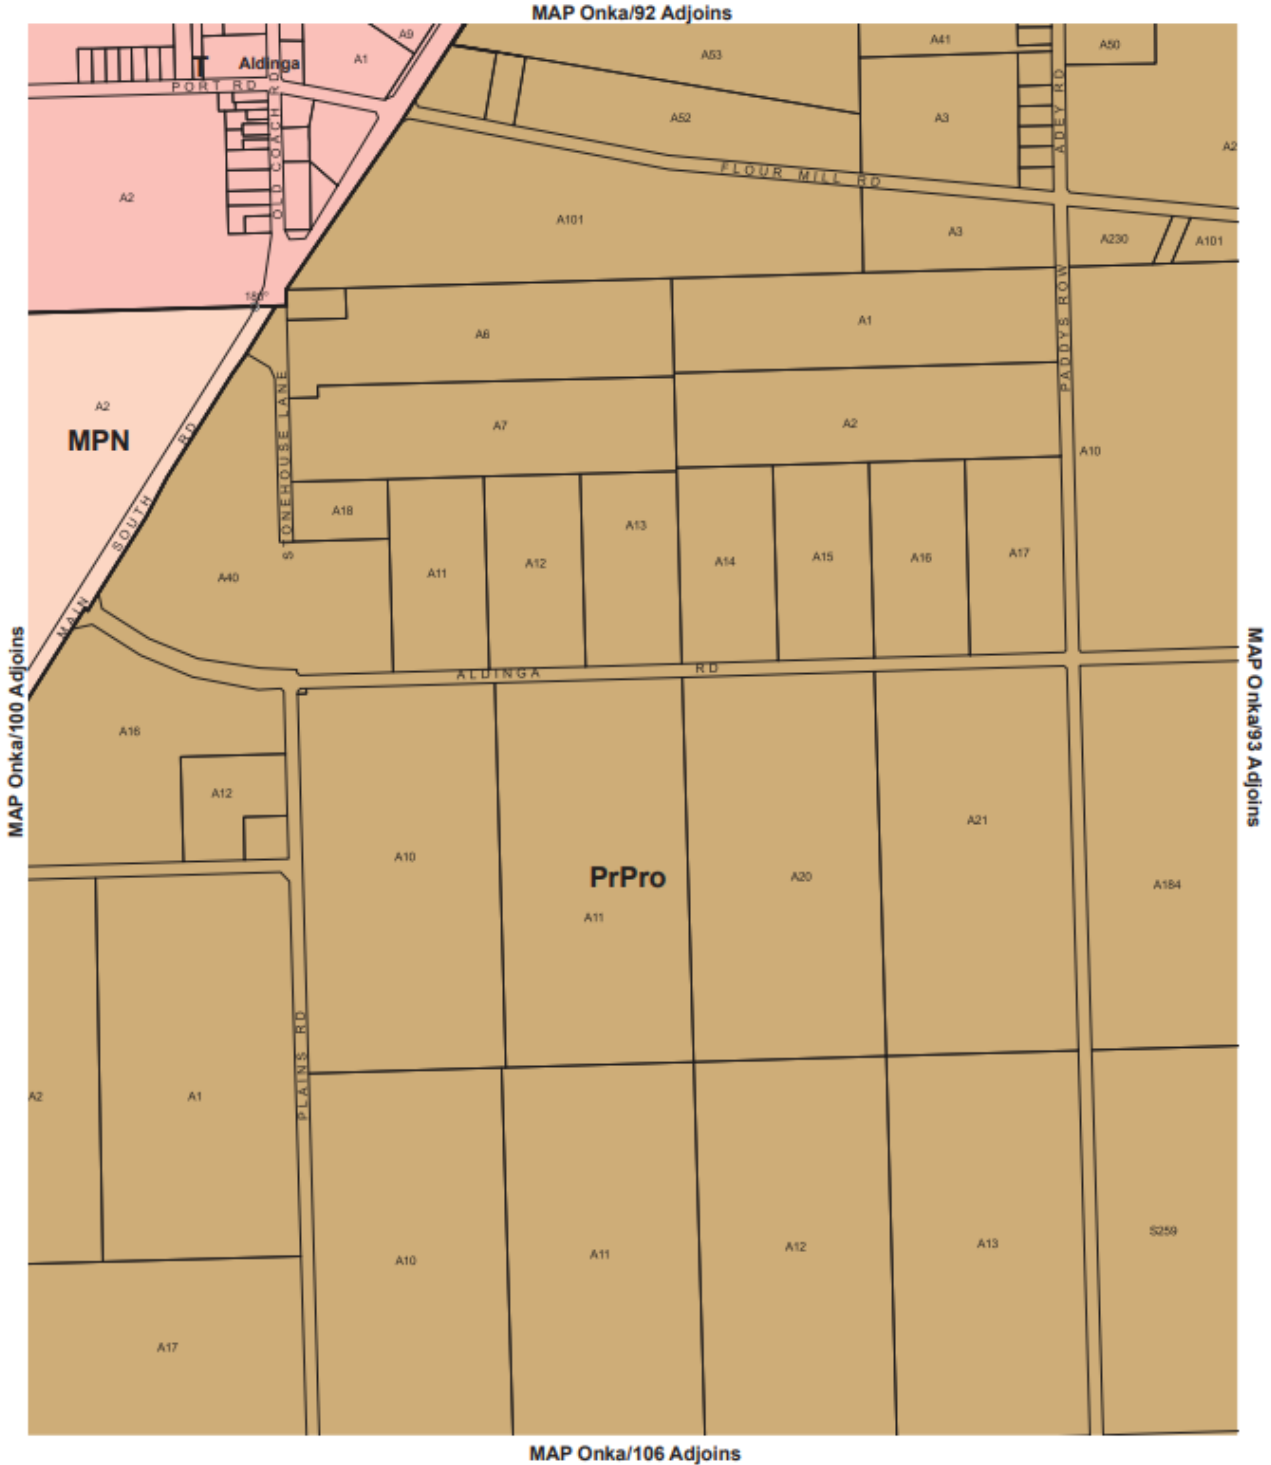 MAP Onka/92 Adjoins
A9
A41
A50
A53
T
Aldinga
A1
PORT RD
A52
A3
ADEY RD
A2
OLD COACH RD
FLOUR MILL RD
A2
A101
A3
A230
A101
180°
PADDYS ROW
A6
A1
A2
MPN
STONEHOUSE LANE
A7
A2
A10
MAIN SOUTH RD
A18
A13
A40
A11
A12
A14
A15
A16
A17
MAP Onka/100 Adjoins
MAP Onka/93 Adjoins
ALDINGA RD
A16
A12
A10
PrPro
A11
A20
A21
A184
PLAINS RD
A2
A1
A10
A11
A12
A13
S259
A17
MAP Onka/106 Adjoins